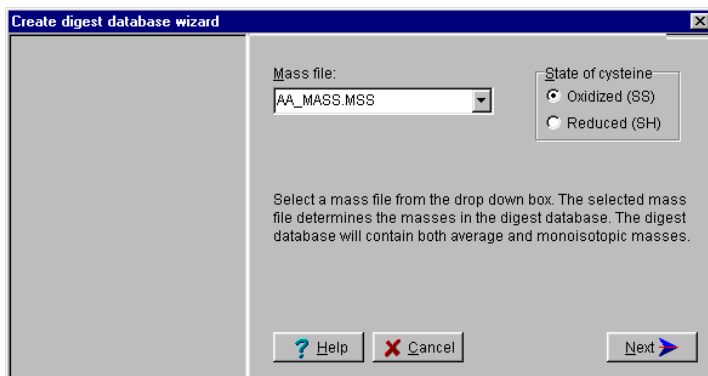 Create digest database wizard
Mass file:
AA_MASS.MSS
State of cysteine
Oxidized (SS)
Reduced (SH)
Select a mass file from the drop down box. The selected mass
file determines the masses in the digest database. The digest
database will contain both average and monoisotopic masses.
? Help
Cancel
Next